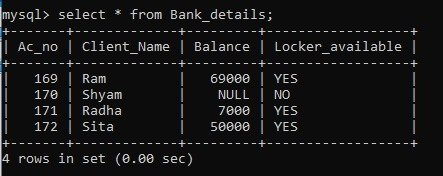 mysql> select * from Bank_details;
+-------+-------------+---------+------------------+
| Ac_no | Client_Name | Balance | Locker_available |
+-------+-------------+---------+------------------+
| 169 | Ram | 69000 | YES |
| 170 | Shyam | NULL | NO |
| 171 | Radha | 7000 | YES |
| 172 | Sita | 50000 | YES |
+-------+-------------+---------+------------------+
4 rows in set (0.00 sec)